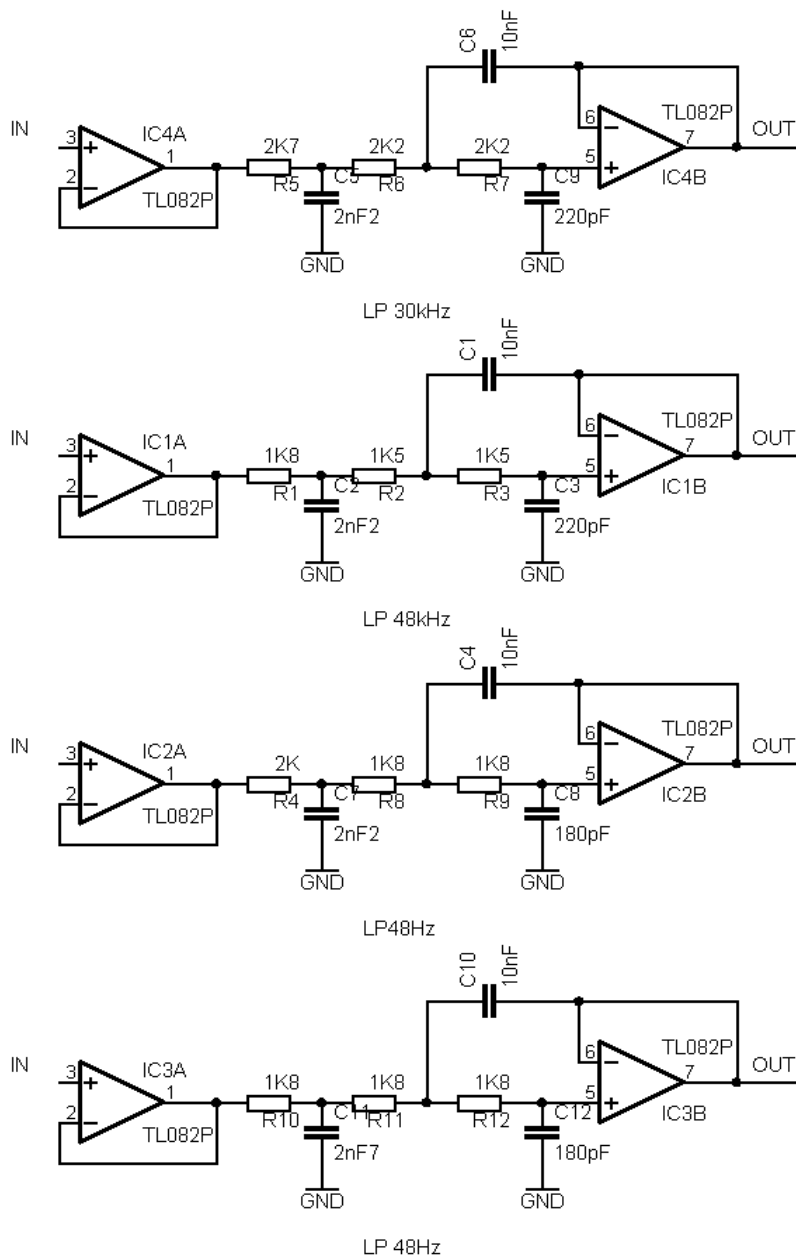 C6
10nF
IN
3
2
1
IC4A
TL082P
2K7
R5
C5
2nF2
GND
2K2
R6
2K2
R7
C9
220pF
GND
6
5
7
TL082P
IC4B
OUT
LP 30kHz
C1
10nF
IN
3
2
1
IC1A
TL082P
1K8
R1
C2
2nF2
GND
1K5
R2
1K5
R3
C3
220pF
GND
6
5
7
TL082P
IC1B
OUT
LP 48kHz
C4
10nF
IN
3
2
1
IC2A
TL082P
2K
R4
C7
2nF2
GND
1K8
R8
1K8
R9
C8
180pF
GND
6
5
7
TL082P
IC2B
OUT
LP48Hz
C10
10nF
IN
3
2
1
IC3A
TL082P
1K8
R10
C11
2nF7
GND
1K8
R11
1K8
R12
C12
180pF
GND
6
5
7
TL082P
IC3B
OUT
LP 48Hz